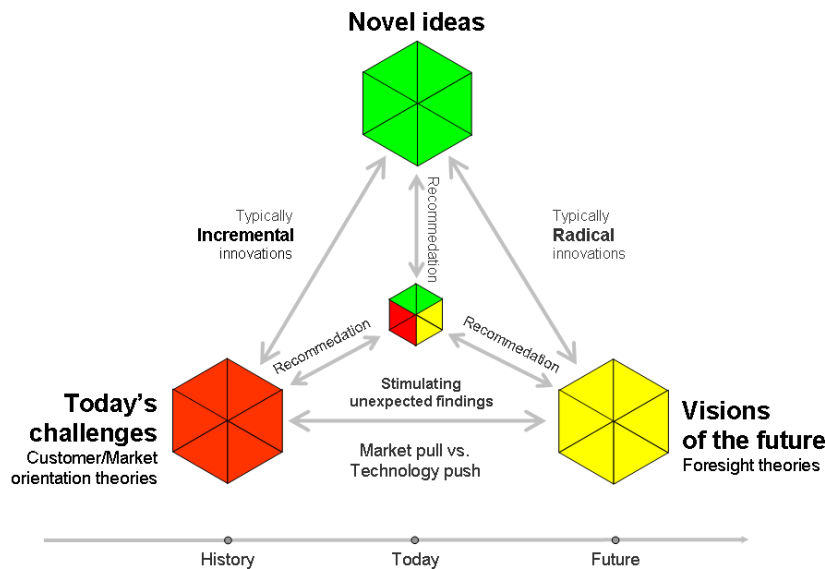 Novel ideas
Recommedation
Typically
Incremental
innovations
Typically
Radical
innovations
Recommedation
Recommedation
Today's
challenges
Customer/Market
orientation theories
Stimulating
unexpected findings
Market pull vs.
Technology push
Visions
of the future
Foresight theories
History
Today
Future